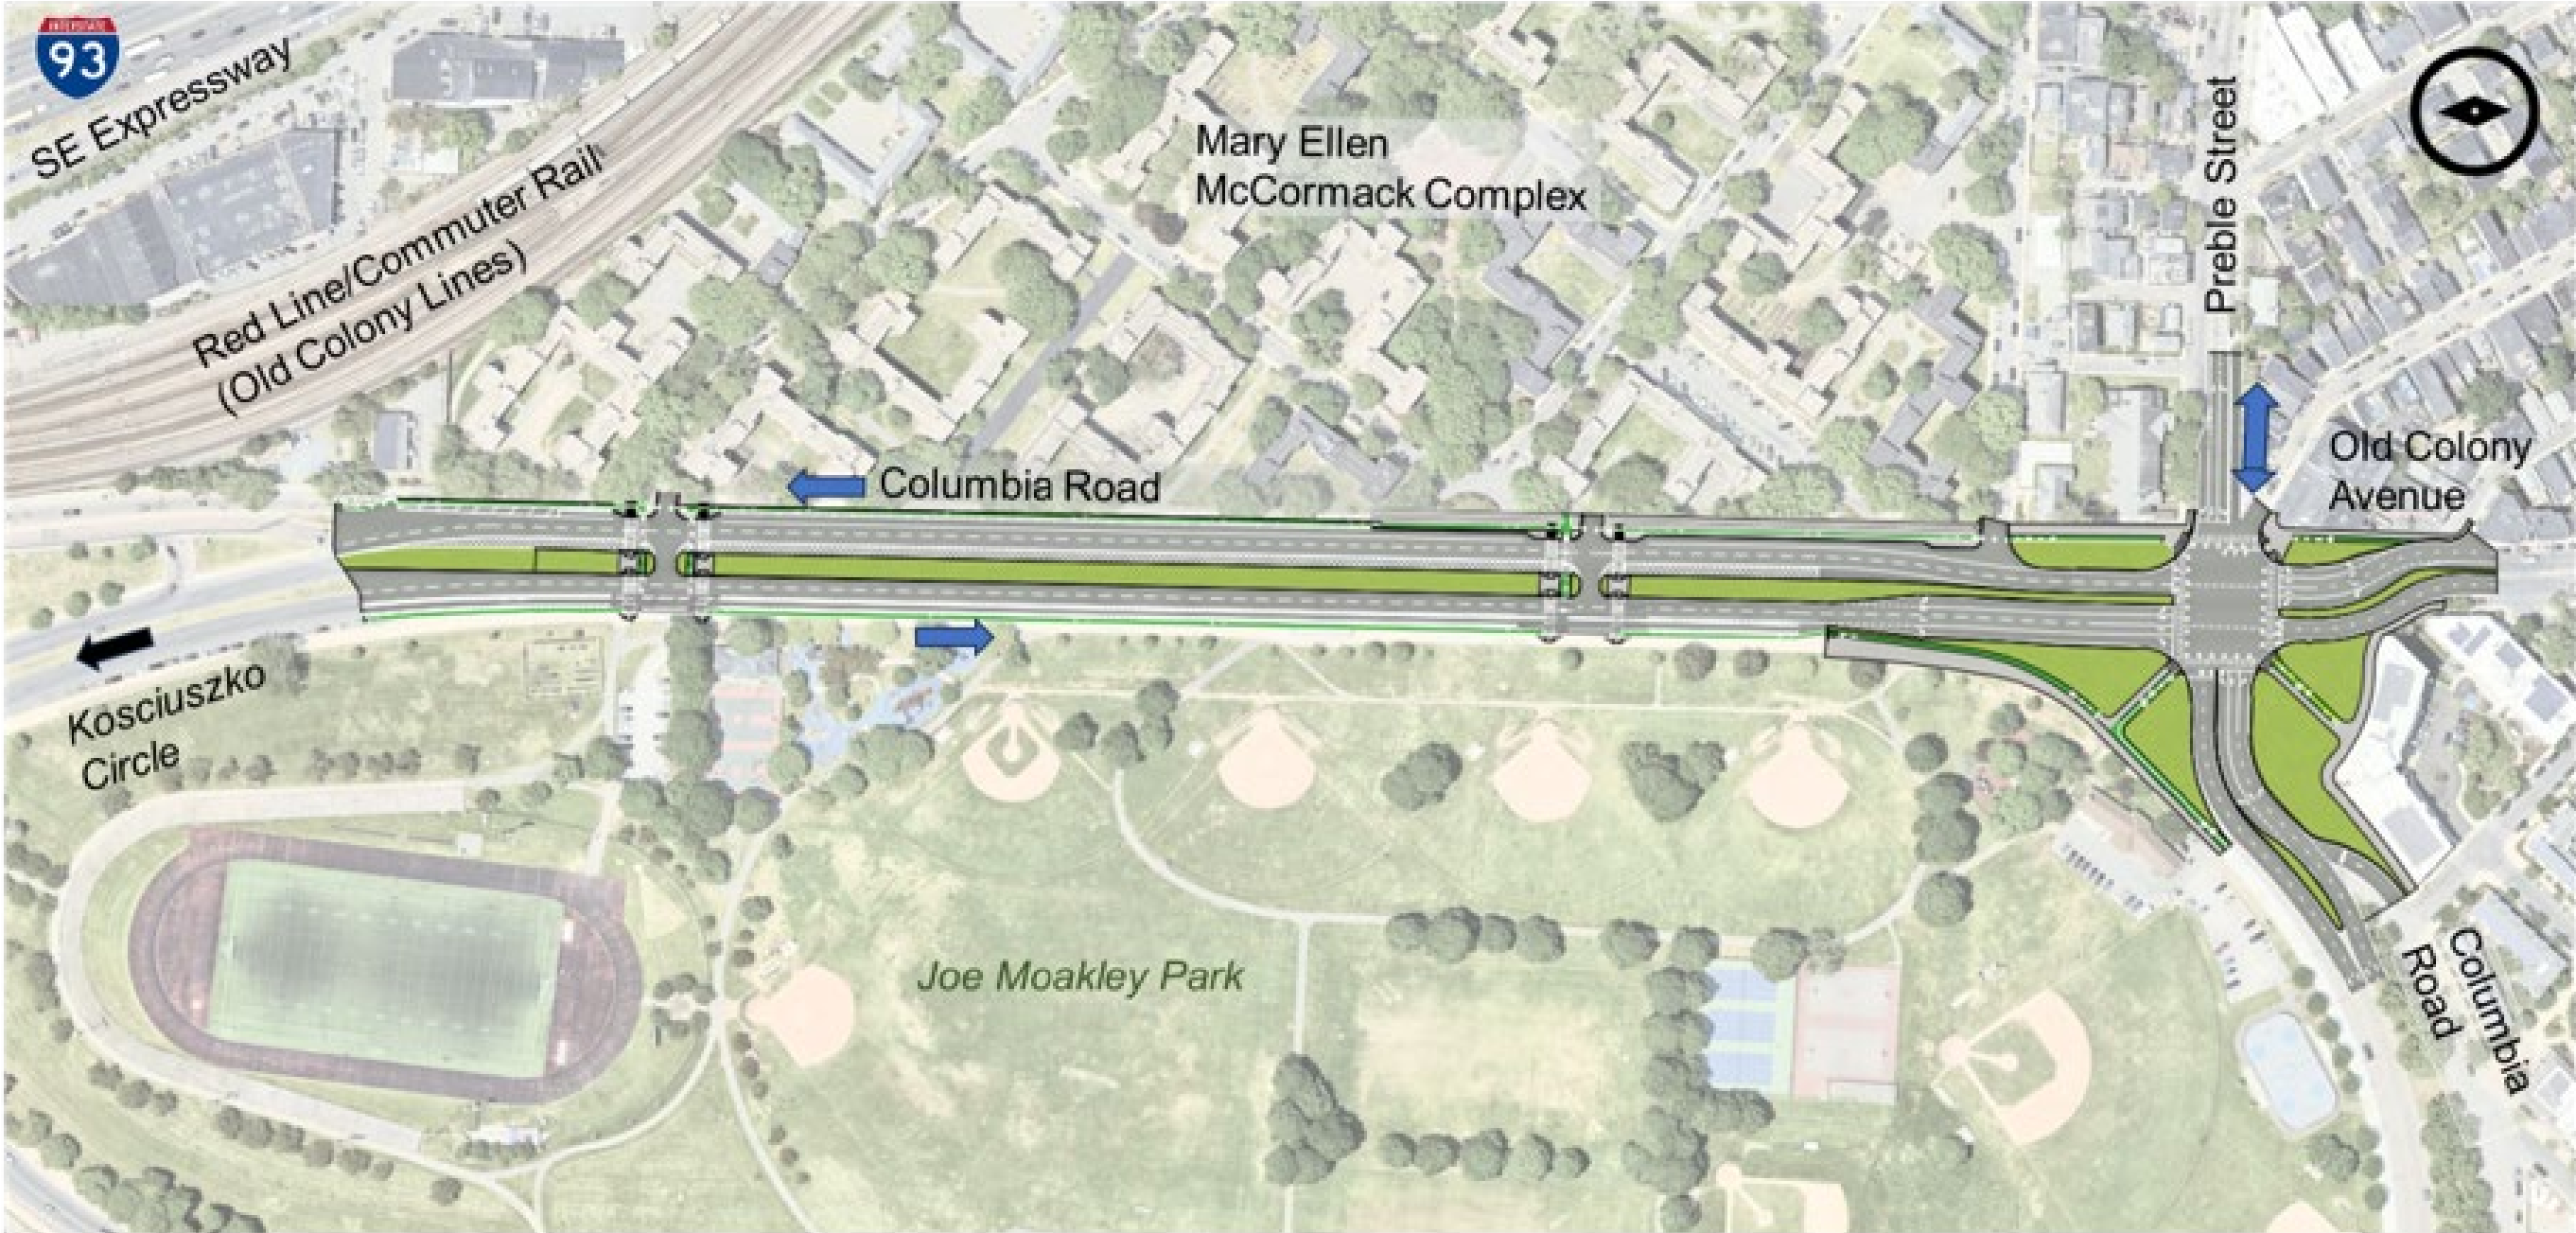 INTERSTATE
93
SE Expressway
Red Line/Commuter Rail
(Old Colony Lines)
Mary Ellen
McCormack Complex
Preble Street
Old Colony
Avenue
Columbia Road
Kosciuszko
Circle
Joe Moakley Park
Columbia
Road